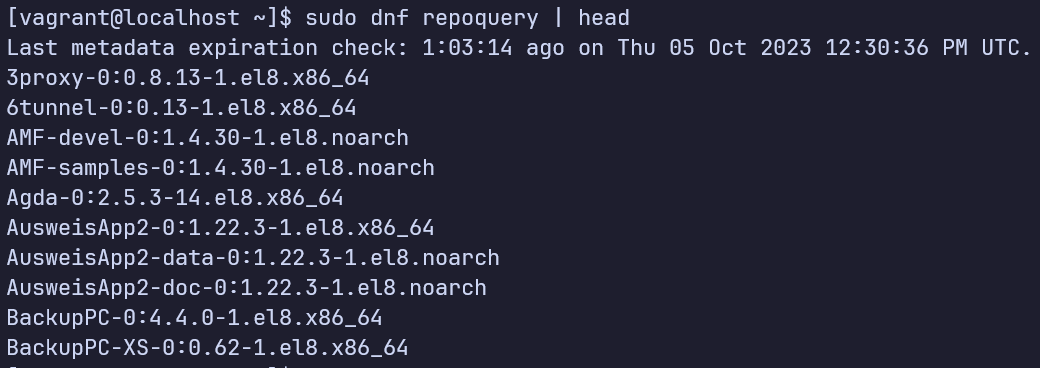 [vagrant@localhost ~]$ sudo dnf repoquery | head
Last metadata expiration check: 1:03:14 ago on Thu 05 Oct 2023 12:30:36 PM UTC.
3proxy-0:0.8.13-1.el8.x86_64
6tunnel-0:0.13-1.el8.x86_64
AMF-devel-0:1.4.30-1.el8.noarch
AMF-samples-0:1.4.30-1.el8.noarch
Agda-0:2.5.3-14.el8.x86_64
AusweisApp2-0:1.22.3-1.el8.x86_64
AusweisApp2-data-0:1.22.3-1.el8.noarch
AusweisApp2-doc-0:1.22.3-1.el8.noarch
BackupPC-0:4.4.0-1.el8.x86_64
BackupPC-XS-0:0.62-1.el8.x86_64